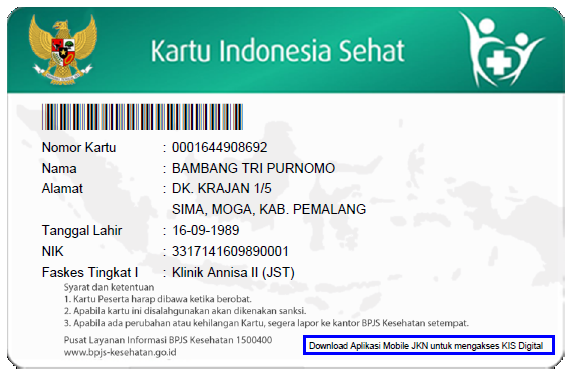 Kartu Indonesia Sehat
Nomor Kartu : 0001644908692
Nama : BAMBANG TRI PURNOMO
Alamat : DK. KRAJAN 1/5
SIMA, MOGA, KAB. PEMALANG
Tanggal Lahir : 16-09-1989
NIK : 3317141609890001
Faskes Tingkat I : Klinik Annisa II (JST)
Syarat dan ketentuan
1. Kartu Peserta harap dibawa ketika berobat.
2. Apabila kartu ini disalahgunakan akan dikenakan sanksi.
3. Apabila ada perubahan atau kehilangan Kartu, segera lapor ke kantor BPJS Kesehatan setempat.
Pusat Layanan Informasi BPJS Kesehatan 1500400
www.bpjs-kesehatan.go.id
Download Aplikasi Mobile JKN untuk mengakses KIS Digital